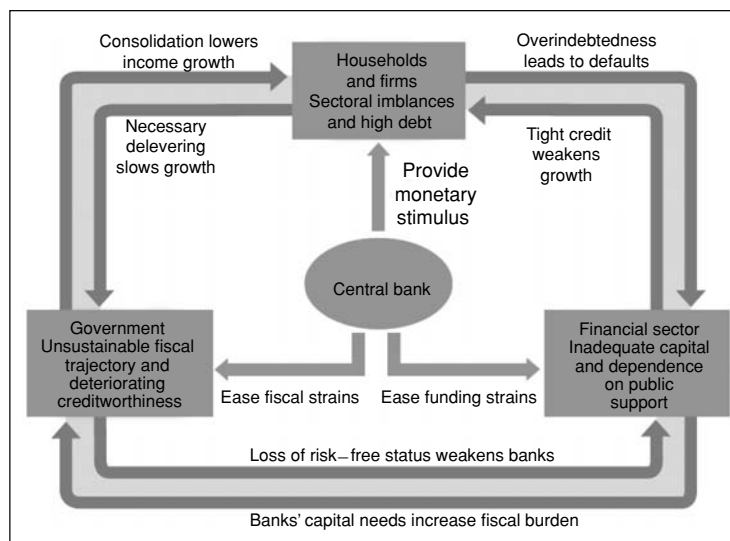 Consolidation lowers
income growth
Households
and firms
Sectoral imblances
and high debt
Overindebtedness
leads to defaults
Necessary
delevering
slows growth
Tight credit
weakens
growth
Provide
monetary
stimulus
Central bank
Government
Unsustainable fiscal
trajectory and
deteriorating
creditworthiness
Financial sector
Inadequate capital
and dependence
on public
support
Ease fiscal strains
Ease funding strains
Loss of risk–free status weakens banks
Banks' capital needs increase fiscal burden